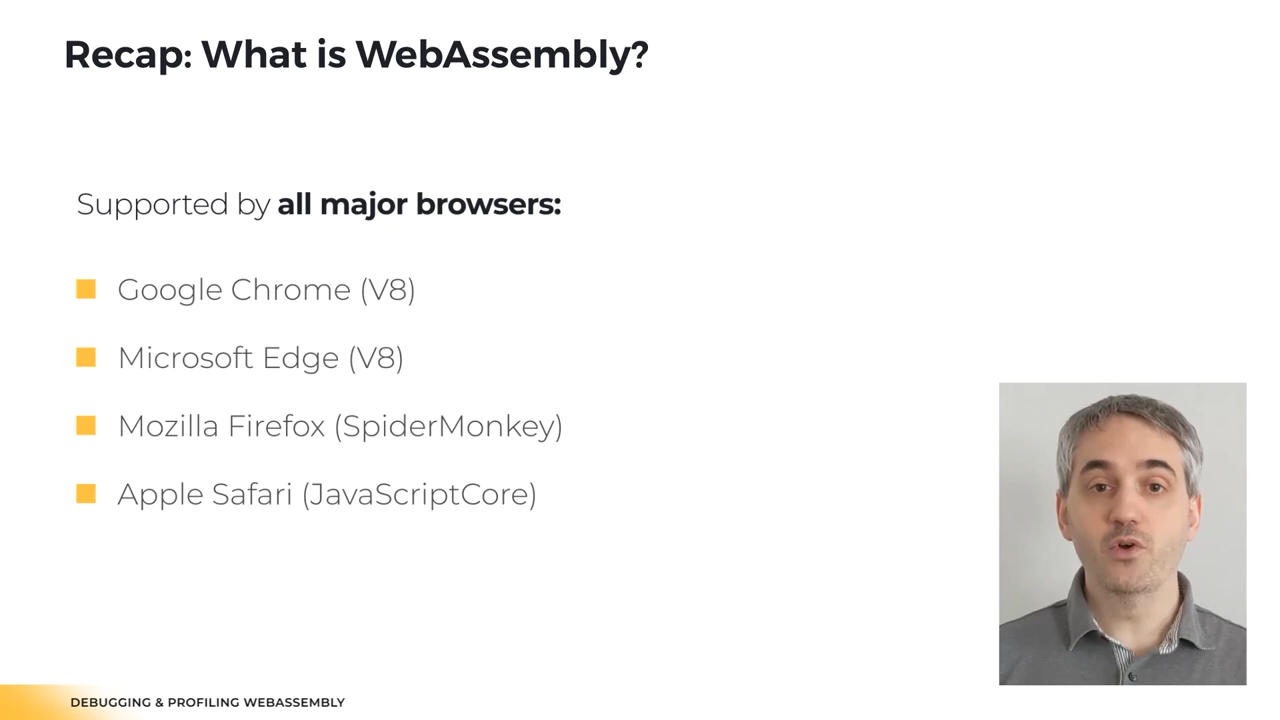 Recap: What is WebAssembly?
Supported by all major browsers:
Google Chrome (V8)
Microsoft Edge (V8)
Mozilla Firefox (SpiderMonkey)
Apple Safari (JavaScriptCore)
DEBUGGING & PROFILING WEBASSEMBLY